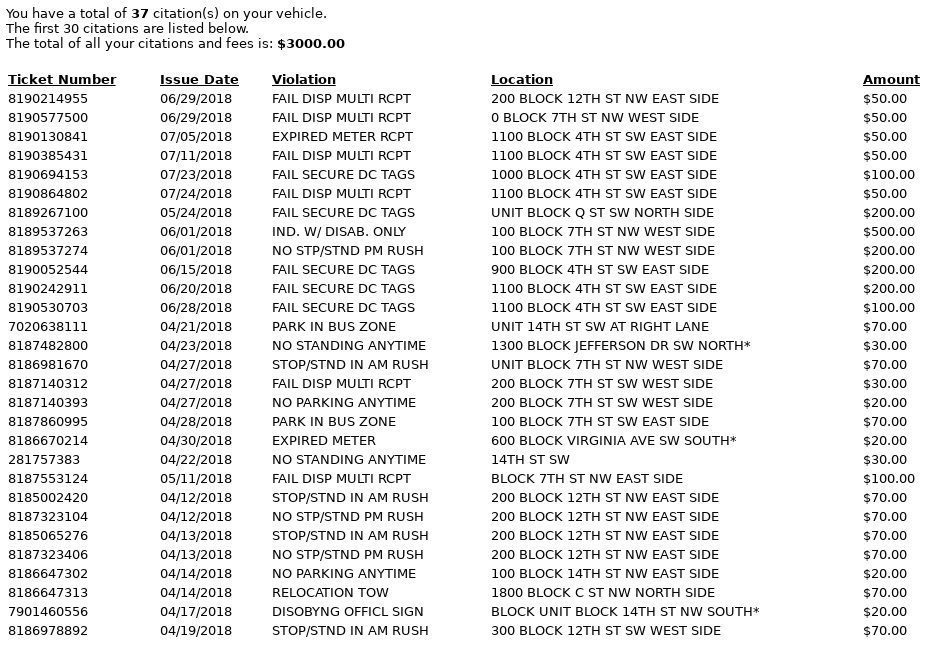 You have a total of 37 citation(s) on your vehicle.
The first 30 citations are listed below.
The total of all your citations and fees is: $3000.00
Ticket Number Issue Date Violation Location Amount
8190214955 06/29/2018 FAIL DISP MULTI RCPT 200 BLOCK 12TH ST NW EAST SIDE $50.00
8190577500 06/29/2018 FAIL DISP MULTI RCPT 0 BLOCK 7TH ST NW WEST SIDE $50.00
8190130841 07/05/2018 EXPIRED METER RCPT 1100 BLOCK 4TH ST SW EAST SIDE $50.00
8190385431 07/11/2018 FAIL DISP MULTI RCPT 1100 BLOCK 4TH ST SW EAST SIDE $50.00
8190694153 07/23/2018 FAIL SECURE DC TAGS 1000 BLOCK 4TH ST SW EAST SIDE $100.00
8190864802 07/24/2018 FAIL DISP MULTI RCPT 1100 BLOCK 4TH ST SW EAST SIDE $50.00
8189267100 05/24/2018 FAIL SECURE DC TAGS UNIT BLOCK Q ST SW NORTH SIDE $200.00
8189537263 06/01/2018 IND. W/ DISAB. ONLY 100 BLOCK 7TH ST NW WEST SIDE $500.00
8189537274 06/01/2018 NO STP/STND PM RUSH 100 BLOCK 7TH ST NW WEST SIDE $200.00
8190052544 06/15/2018 FAIL SECURE DC TAGS 900 BLOCK 4TH ST SW EAST SIDE $200.00
8190242911 06/20/2018 FAIL SECURE DC TAGS 1100 BLOCK 4TH ST SW EAST SIDE $200.00
8190530703 06/28/2018 FAIL SECURE DC TAGS 1100 BLOCK 4TH ST SW EAST SIDE $100.00
7020638111 04/21/2018 PARK IN BUS ZONE UNIT 14TH ST SW AT RIGHT LANE $70.00
8187482800 04/23/2018 NO STANDING ANYTIME 1300 BLOCK JEFFERSON DR SW NORTH* $30.00
8186981670 04/27/2018 STOP/STND IN AM RUSH UNIT BLOCK 7TH ST NW WEST SIDE $70.00
8187140312 04/27/2018 FAIL DISP MULTI RCPT 200 BLOCK 7TH ST SW WEST SIDE $30.00
8187140393 04/27/2018 NO PARKING ANYTIME 200 BLOCK 7TH ST SW WEST SIDE $20.00
8187860995 04/28/2018 PARK IN BUS ZONE 100 BLOCK 7TH ST SW EAST SIDE $70.00
8186670214 04/30/2018 EXPIRED METER 600 BLOCK VIRGINIA AVE SW SOUTH* $20.00
281757383 04/22/2018 NO STANDING ANYTIME 14TH ST SW $30.00
8187553124 05/11/2018 FAIL DISP MULTI RCPT BLOCK 7TH ST NW EAST SIDE $100.00
8185002420 04/12/2018 STOP/STND IN AM RUSH 200 BLOCK 12TH ST NW EAST SIDE $70.00
8187323104 04/12/2018 NO STP/STND PM RUSH 200 BLOCK 12TH ST NW EAST SIDE $70.00
8185065276 04/13/2018 STOP/STND IN AM RUSH 200 BLOCK 12TH ST NW EAST SIDE $70.00
8187323406 04/13/2018 NO STP/STND PM RUSH 200 BLOCK 12TH ST NW EAST SIDE $70.00
8186647302 04/14/2018 NO PARKING ANYTIME 100 BLOCK 14TH ST NW EAST SIDE $20.00
8186647313 04/14/2018 RELOCATION TOW 1800 BLOCK C ST NW NORTH SIDE $70.00
7901460556 04/17/2018 DISOBYNG OFFICL SIGN BLOCK UNIT BLOCK 14TH ST NW SOUTH* $20.00
8186978892 04/19/2018 STOP/STND IN AM RUSH 300 BLOCK 12TH ST SW WEST SIDE $70.00